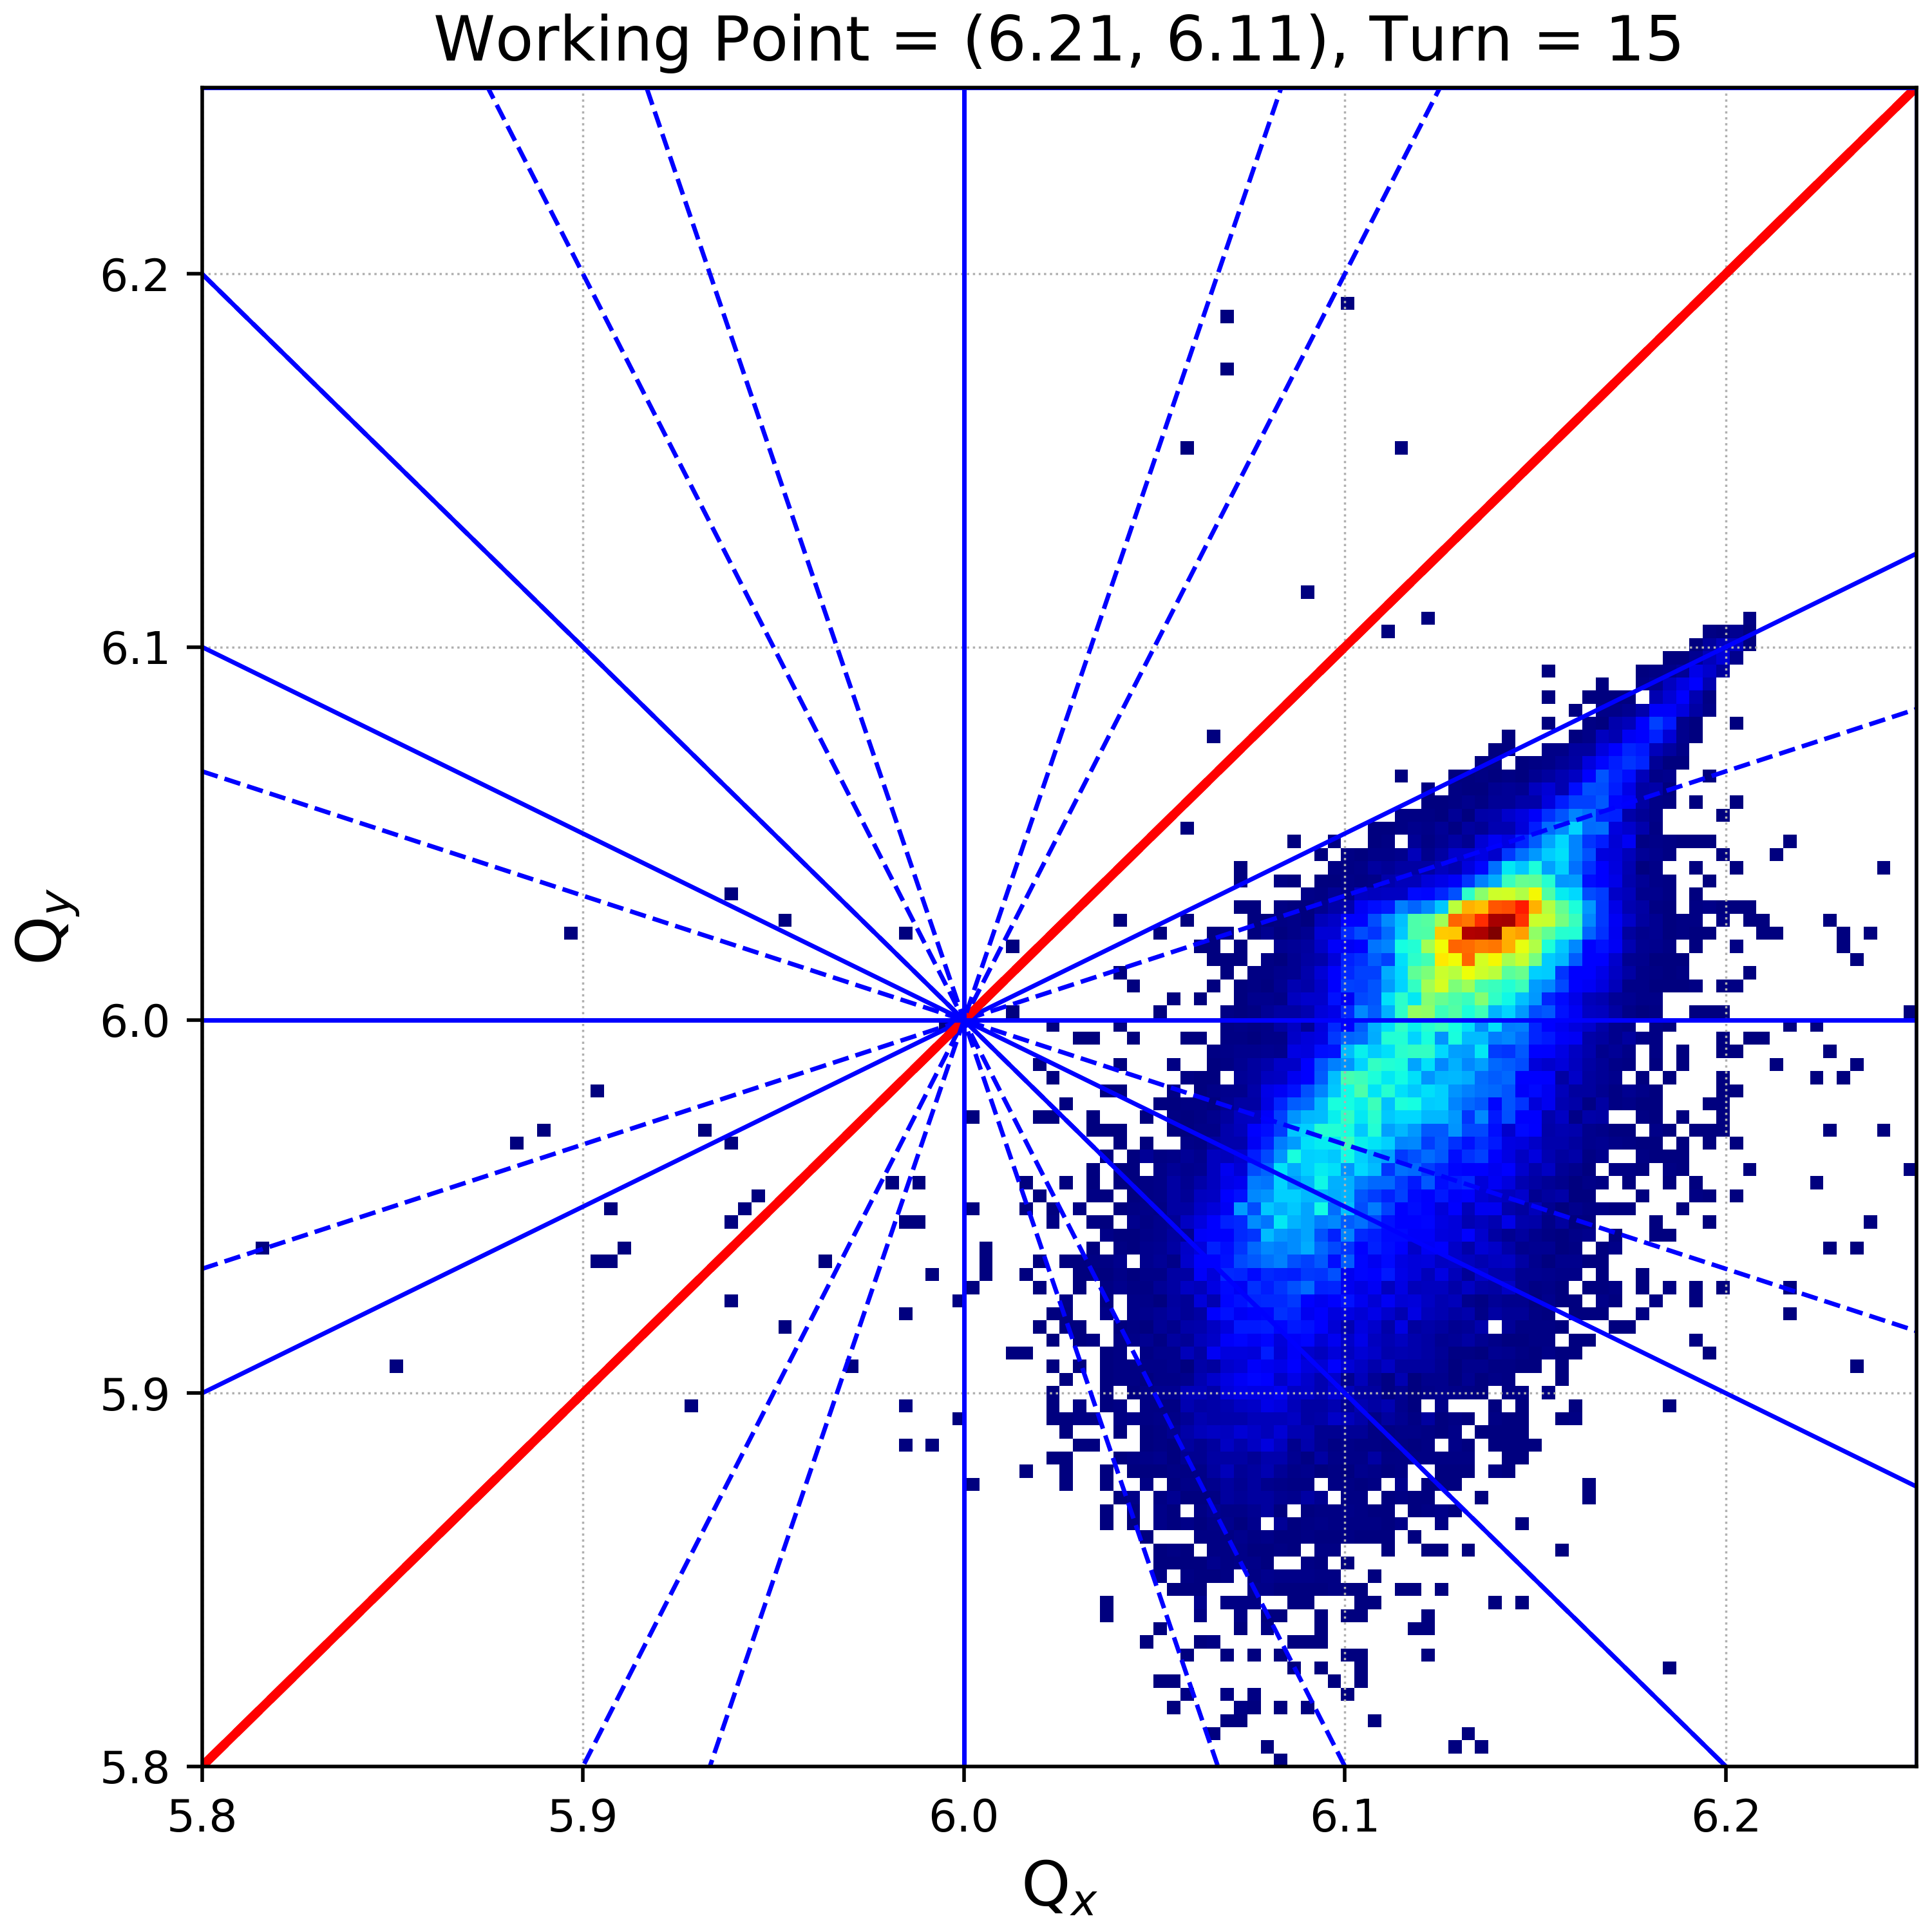 Working Point = (6.21, 6.11), Turn = 15
6.2
6.1
6.0
5.9
5.8
Qy
5.8 5.9 6.0 6.1 6.2
Qx